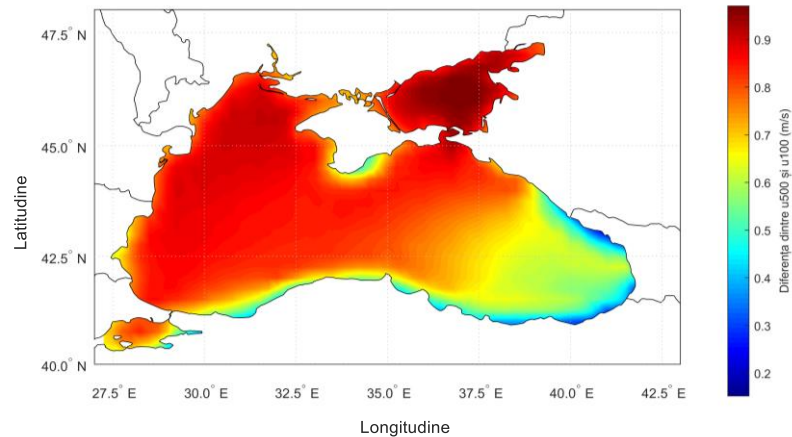 47.5° N
45.0° N
42.5° N
40.0° N
27.5° E
30.0° E
32.5° E
35.0° E
37.5° E
40.0° E
42.5° E
Latitudine
Longitudine
0.9
0.8
0.7
0.6
0.5
0.4
0.3
0.2
Diferența dintre u500 și u100 (m/s)